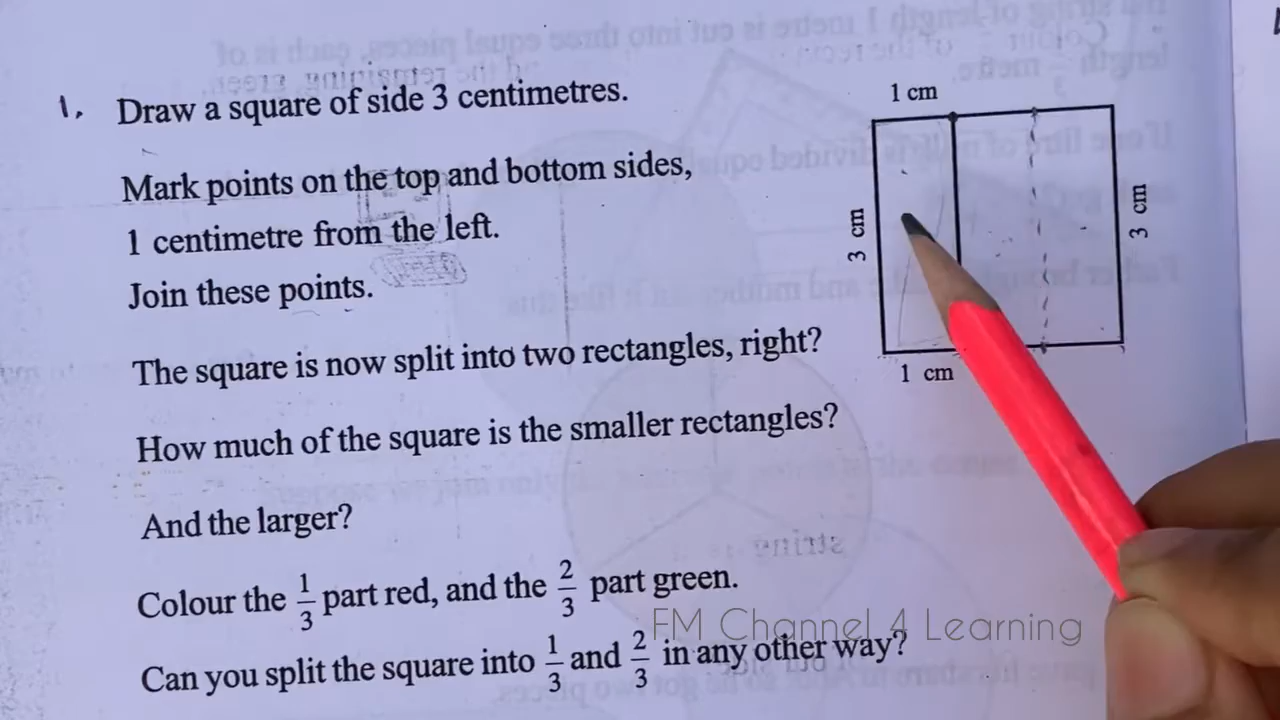 1. Draw a square of side 3 centimetres.
Mark points on the top and bottom sides,
1 centimetre from the left.
Join these points.
The square is now split into two rectangles, right?
How much of the square is the smaller rectangles?
And the larger?
Colour the 1/3 part red, and the 2/3 part green.
Can you split the square into 1/3 and 2/3 in any other way?
1 cm
3 cm
3 cm
1 cm
FM Channel 4 Learning